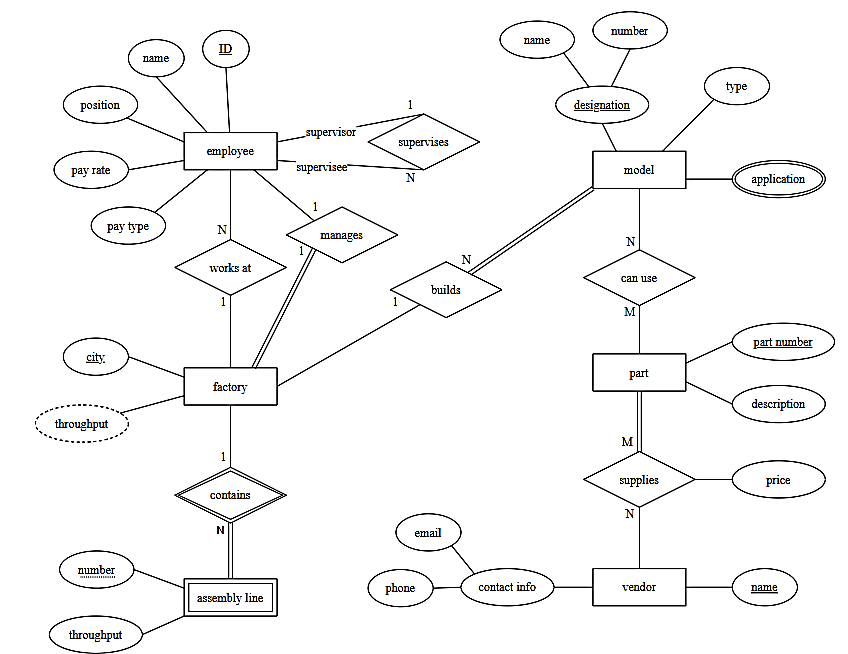 name
ID
position
pay rate
pay type
employee
supervisor
1
supervises
supervisee
N
N
works at
1
1
manages
1
city
throughput
factory
1
contains
N
number
throughput
assembly line
name
number
designation
type
model
application
N
builds
1
N
can use
M
part
part number
description
M
supplies
price
N
email
phone
contact info
vendor
name